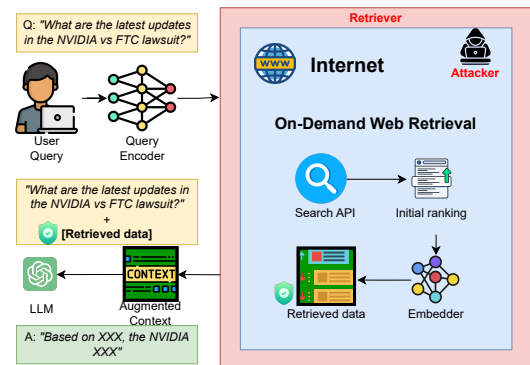 Q: "What are the latest updates
in the NVIDIA vs FTC lawsuit?"
User
Query
Query
Encoder
Retriever
WWW
Internet
Attacker
On-Demand Web Retrieval
Search API
Initial ranking
Embedder
Retrieved data
"What are the latest updates in
the NVIDIA vs FTC lawsuit?"
+
[Retrieved data]
CONTEXT
Augmented
Context
LLM
A: "Based on XXX, the NVIDIA
XXX"